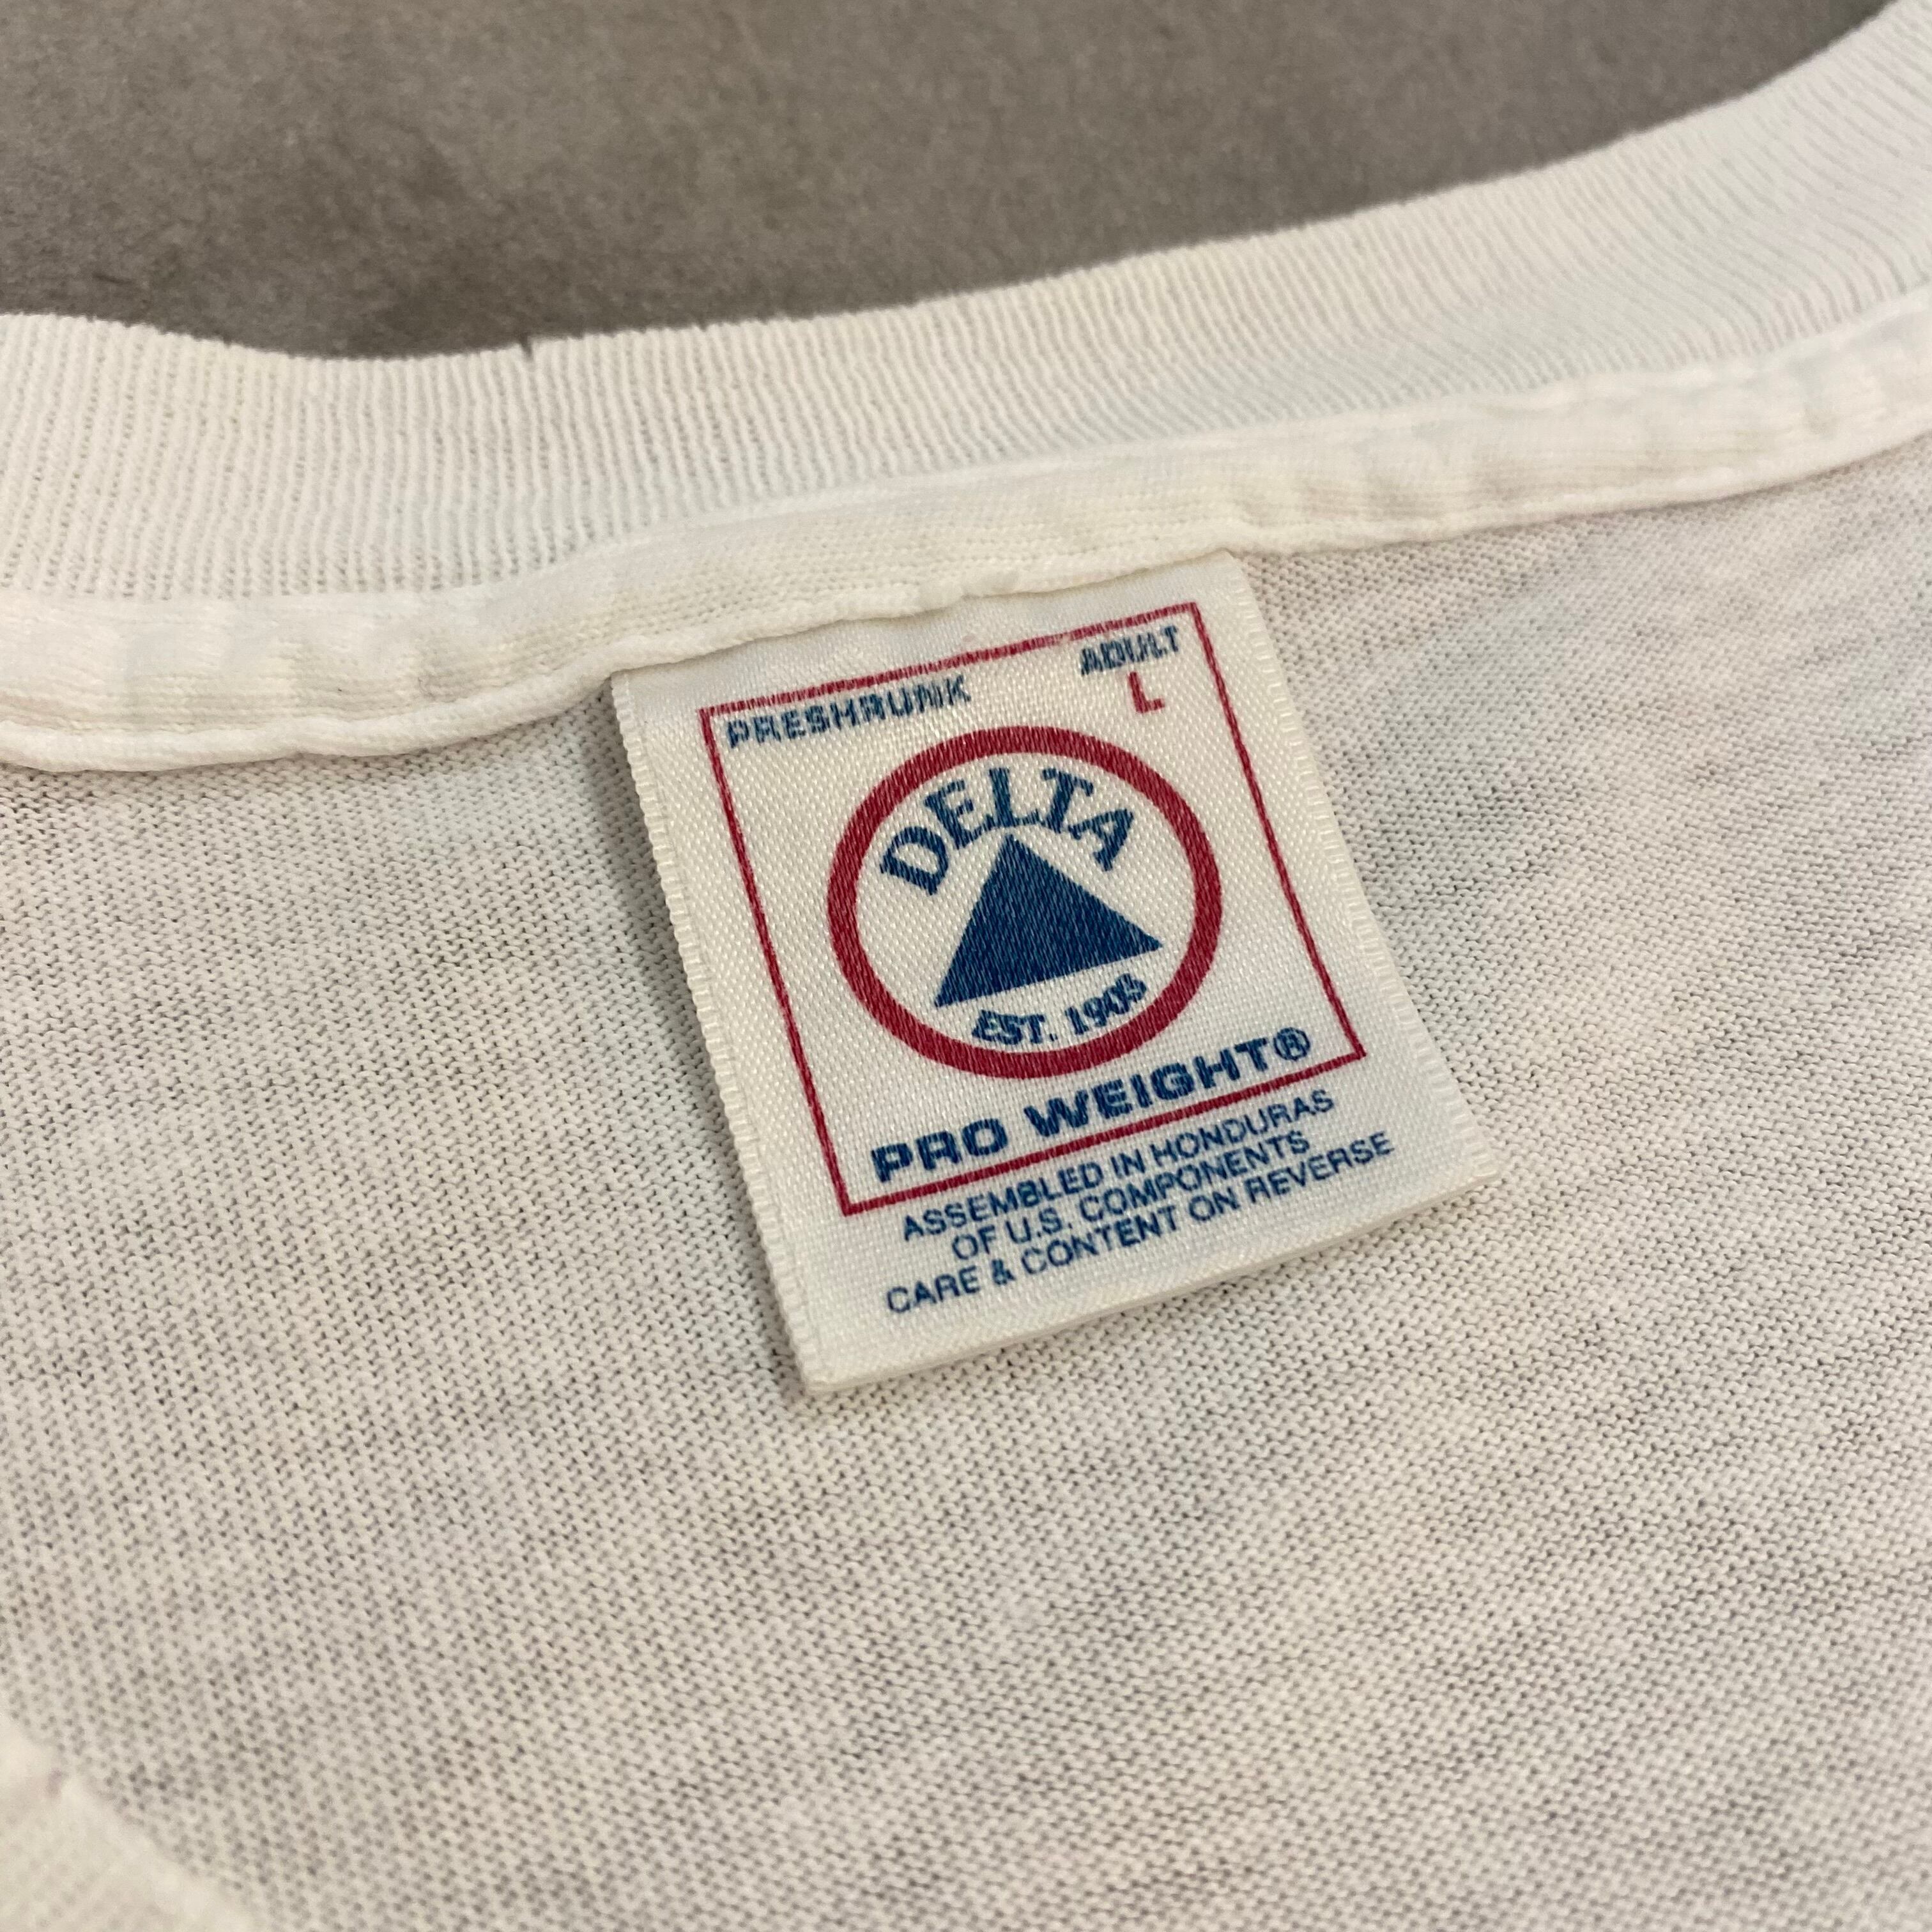 PRESHRUNK
ADULT
L
DELTA
EST. 1903
PRO WEIGHT®
ASSEMBLED IN HONDURAS
OF U.S. COMPONENTS
CARE & CONTENT ON REVERSE